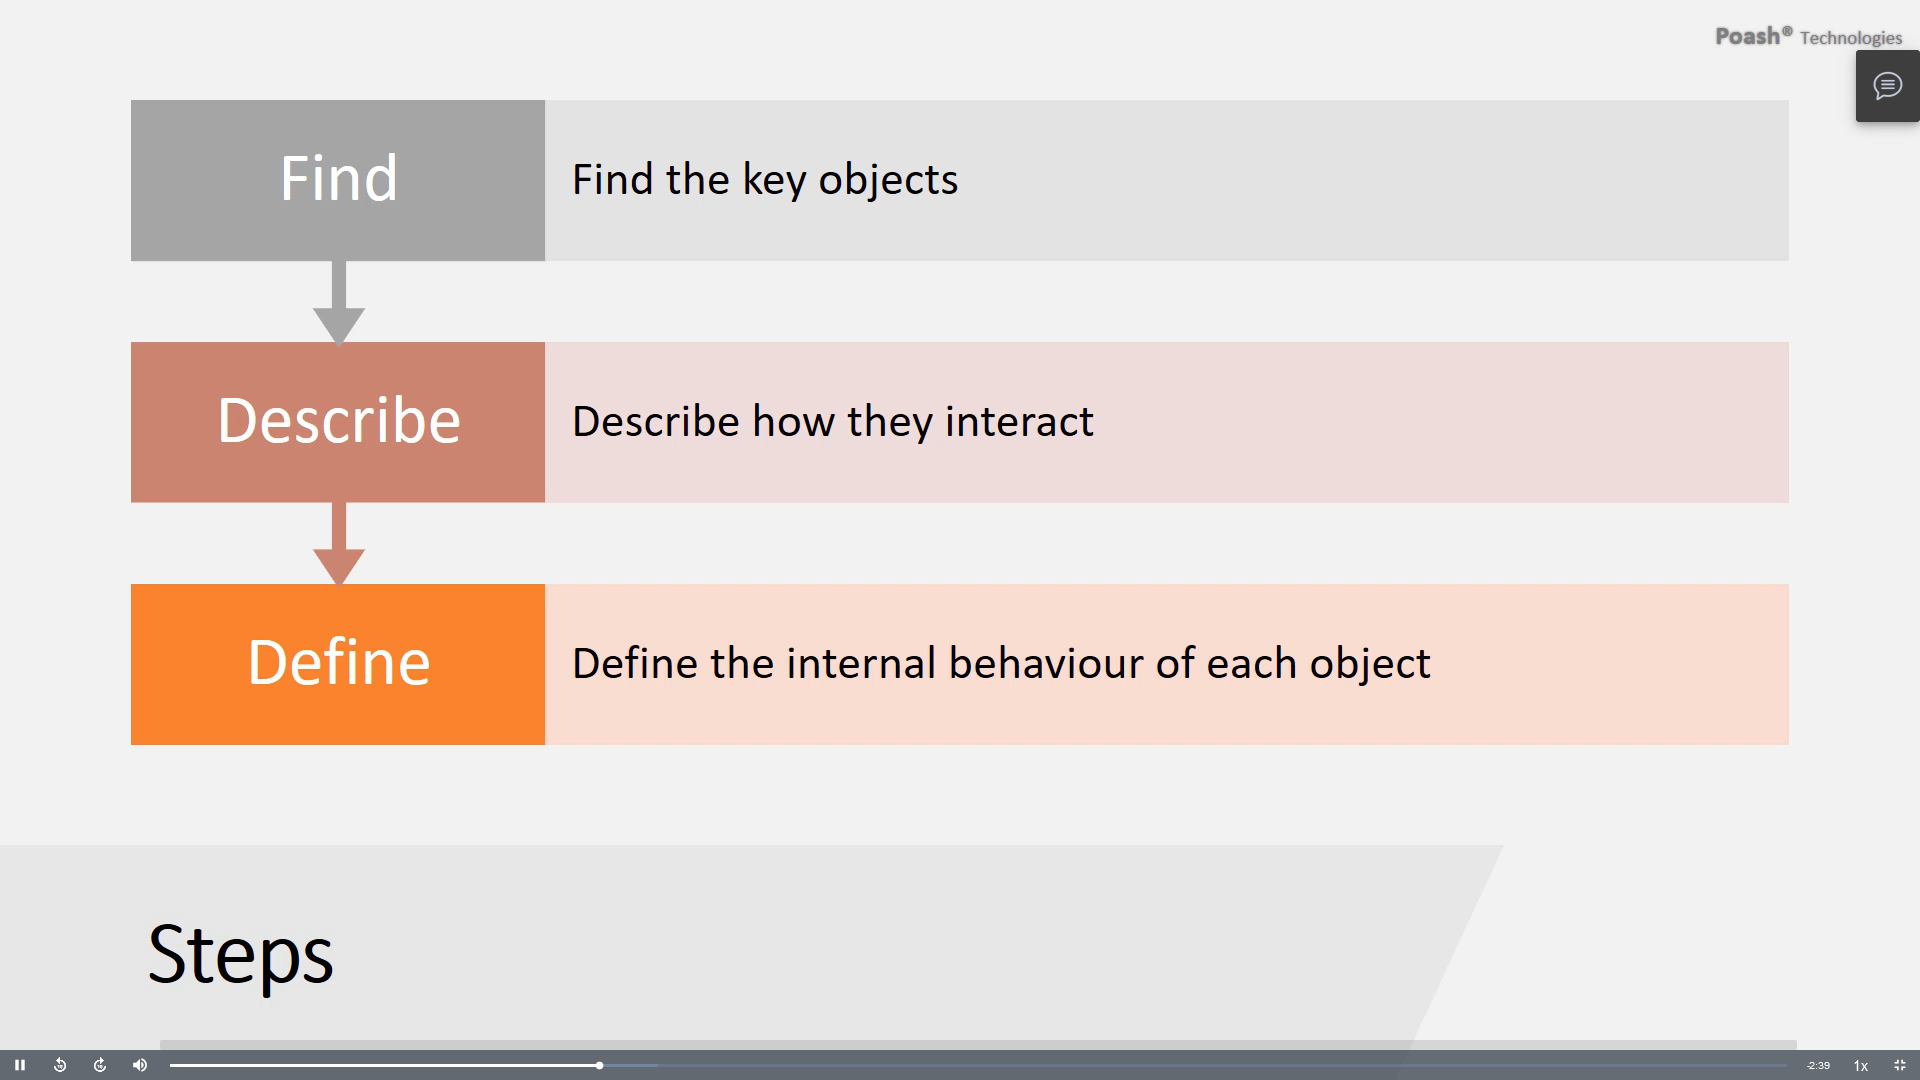 Poash® Technologies
Find
Find the key objects
Describe
Describe how they interact
Define
Define the internal behaviour of each object
Steps
-2:39
1x